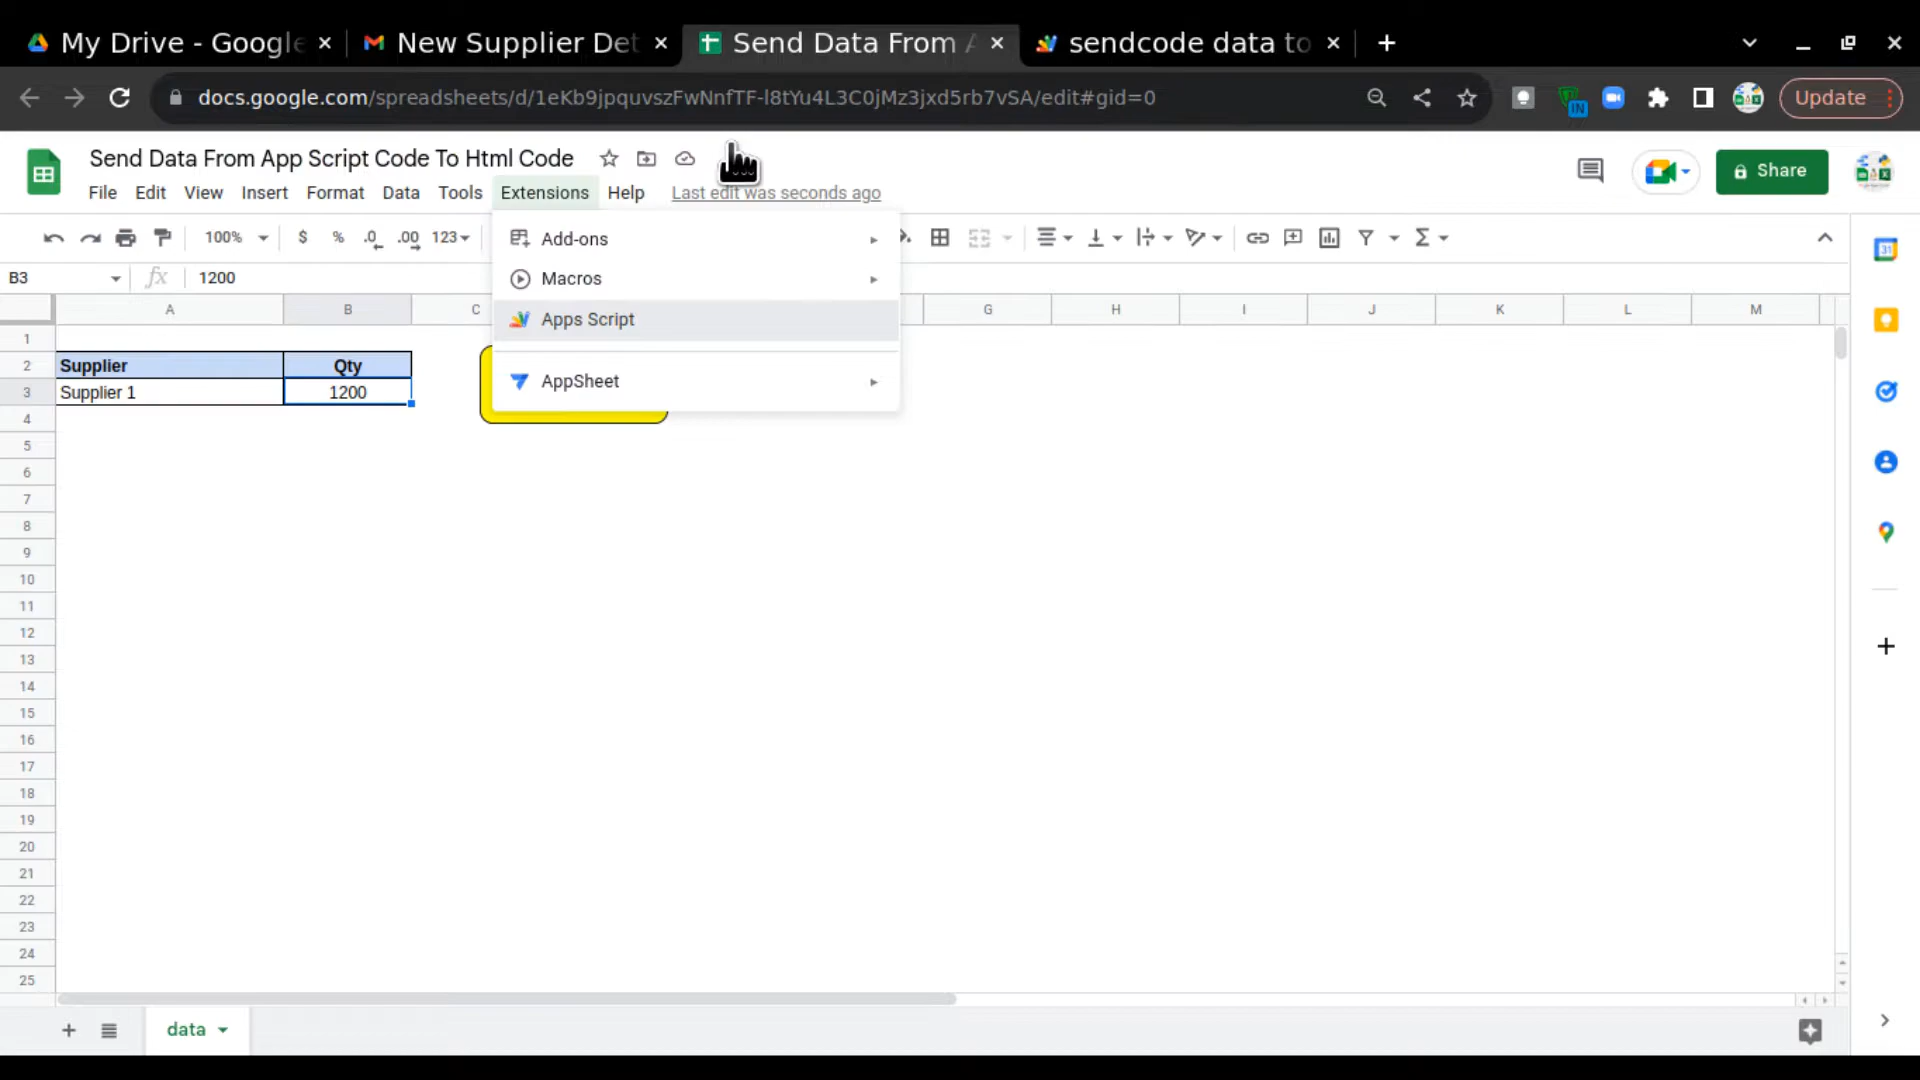 My Drive - Google
New Supplier Det
Send Data From A
sendcode data to
docs.google.com/spreadsheets/d/1eKb9jpquvszFwNnfTF-l8tYu4L3C0jMz3jxd5rb7vSA/edit#gid=0
IN
Update
Send Data From App Script Code To Html Code
Share
File Edit View Insert Format Data Tools Extensions Help Last edit was seconds ago
100% $ % .0 .00 123
Add-ons
Macros
Apps Script
AppSheet
31
B3 fx 1200
A B C G H I J K L M
1
2 Supplier Qty
3 Supplier 1 1200
4
5
6
7
8
9
10
11
12
13
14
15
16
17
18
19
20
21
22
23
24
25
data